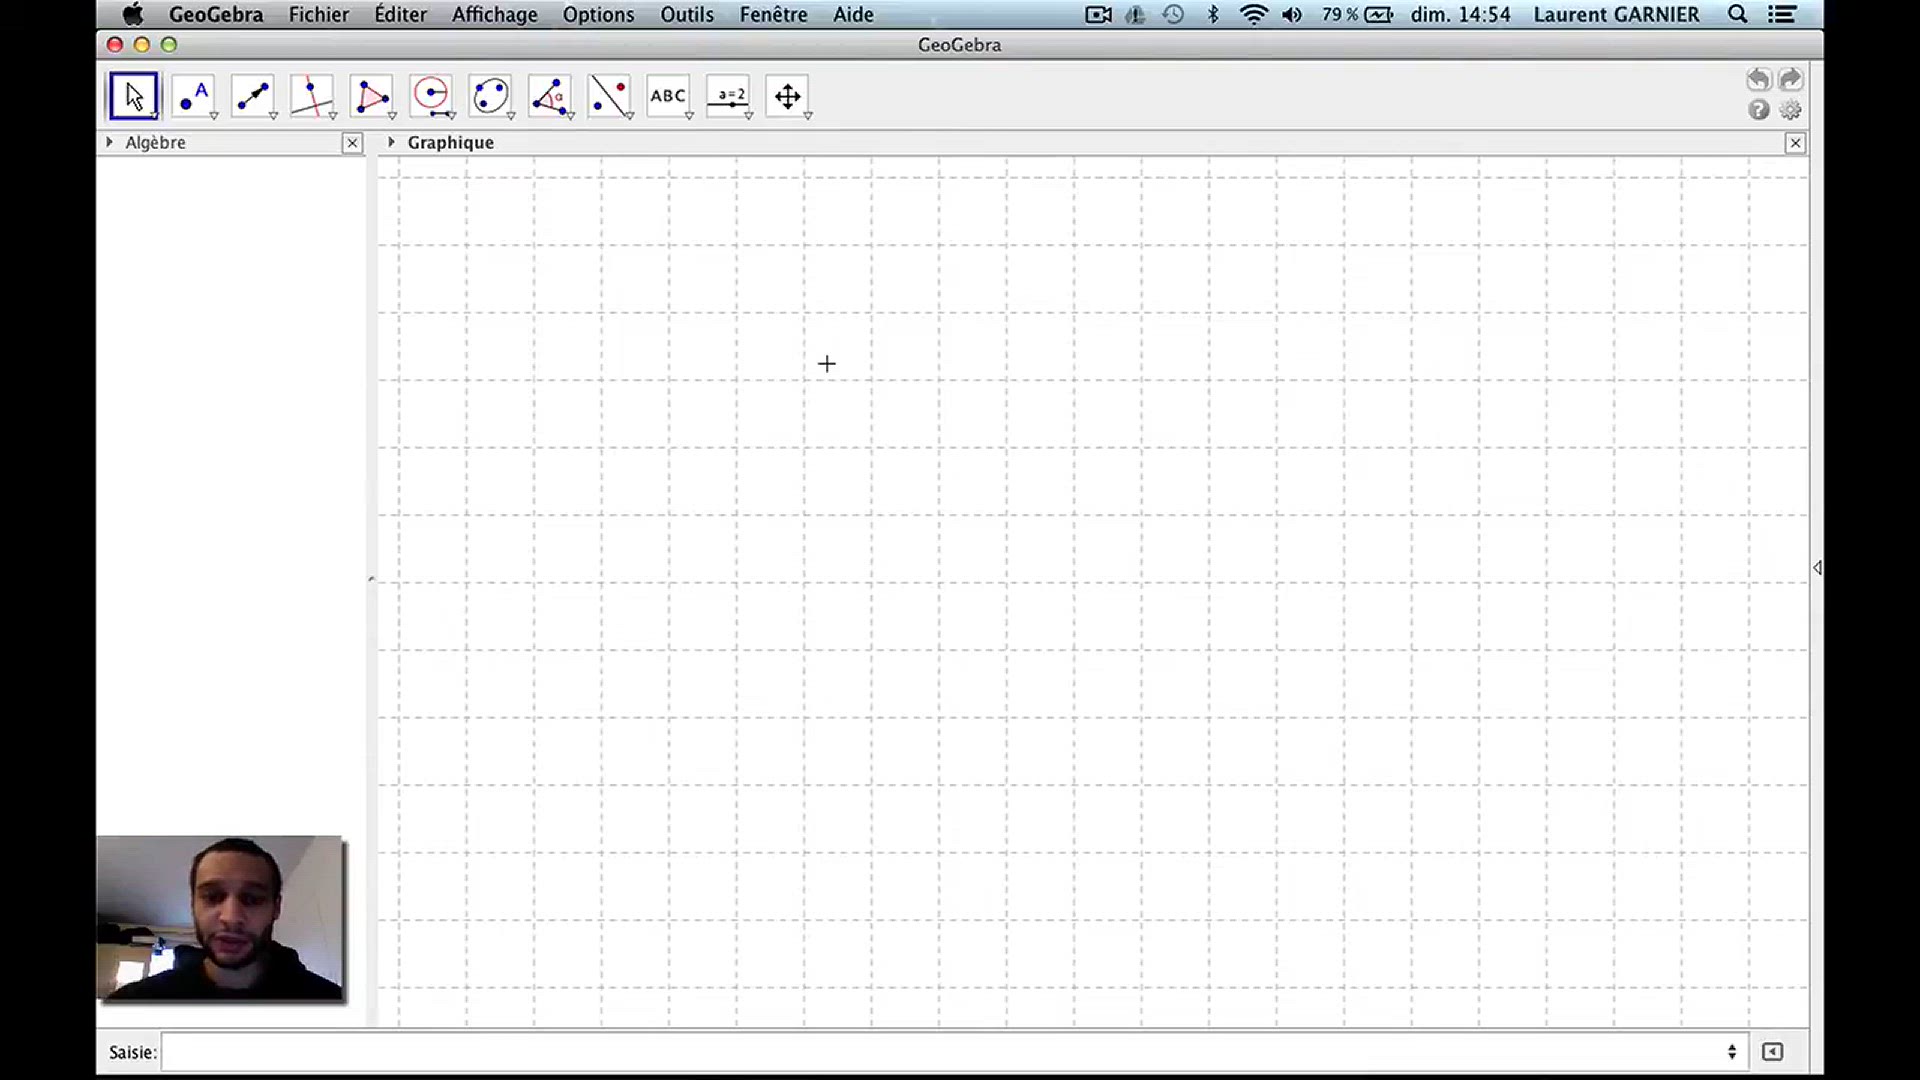 GeoGebra Fichier Éditer Affichage Options Outils Fenêtre Aide 79 % dim. 14:54 Laurent GARNIER
GeoGebra
A α ABC a=2 ?
Algèbre Graphique
Saisie: